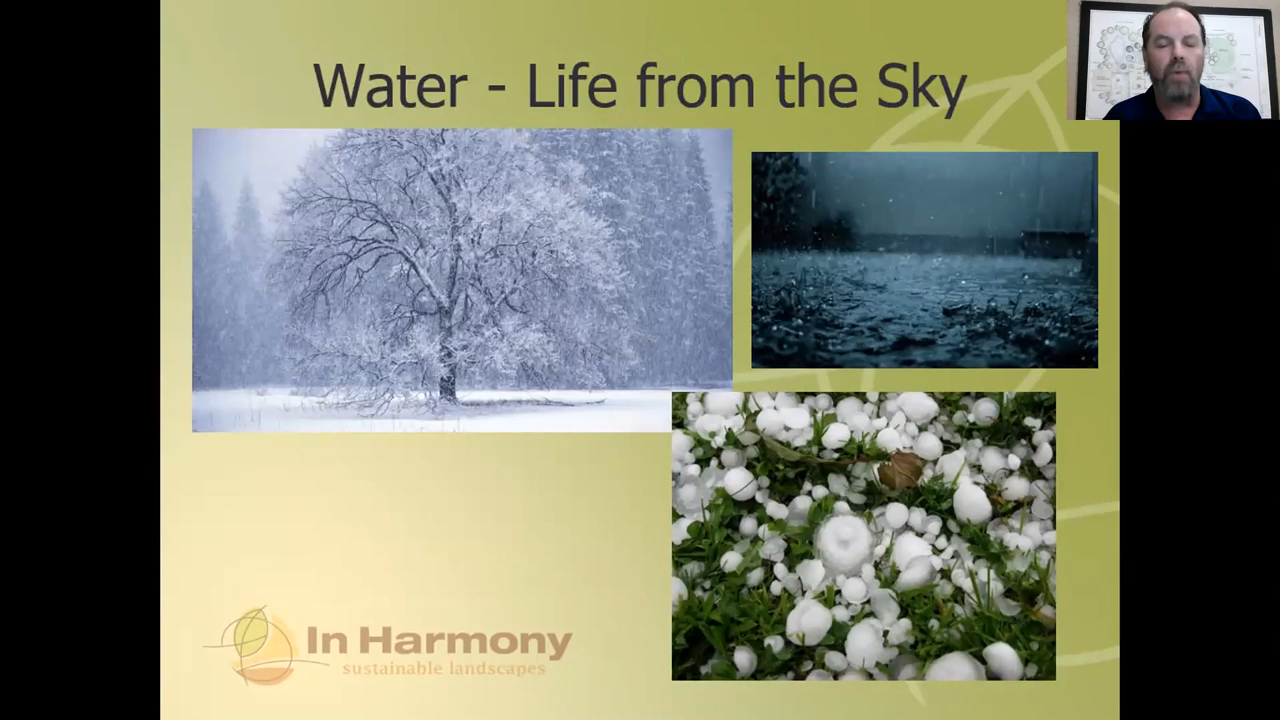 Water - Life from the Sky
In Harmony
sustainable landscapes